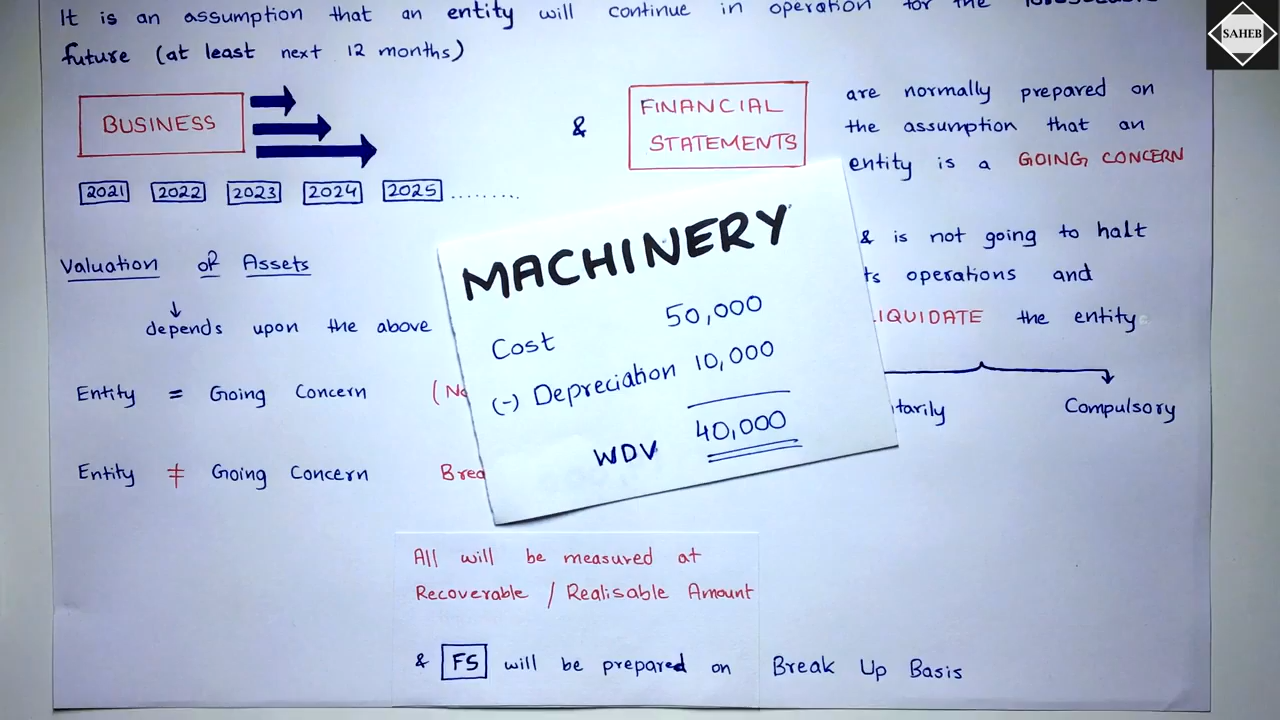 It is an assumption that an entity will continue in operation for the
future (at least next 12 months)
SAHEB
BUSINESS
2021 2022 2023 2024 2025 .........
&
FINANCIAL
STATEMENTS
are normally prepared on
the assumption that an
entity is a GOING CONCERN
& is not going to halt
operations and
LIQUIDATE the entity
Compulsory
Valuation of Assets
depends upon the above
Entity = Going Concern
Entity ≠ Going Concern
MACHINERY
Cost 50,000
(-) Depreciation 10,000
WDV 40,000
All will be measured at
Recoverable / Realisable Amount
& FS will be prepared on Break Up Basis